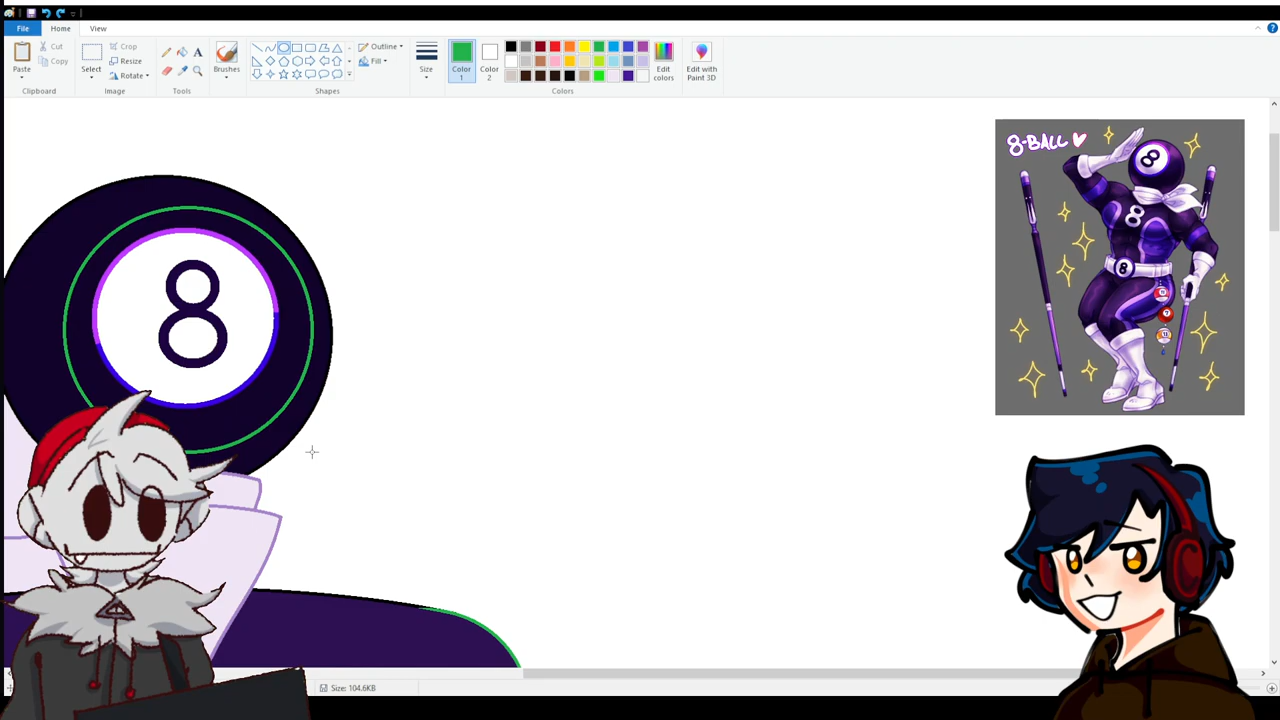 File Home View
Paste Cut Copy Clipboard
Select Crop Resize Rotate Image
Tools
Brushes
Outline Fill Shapes
Size
Color 1 Color 2
Edit colors
Edit with Paint 3D
Colors
8-BALL
8
8
8
8
Size: 104.6KB